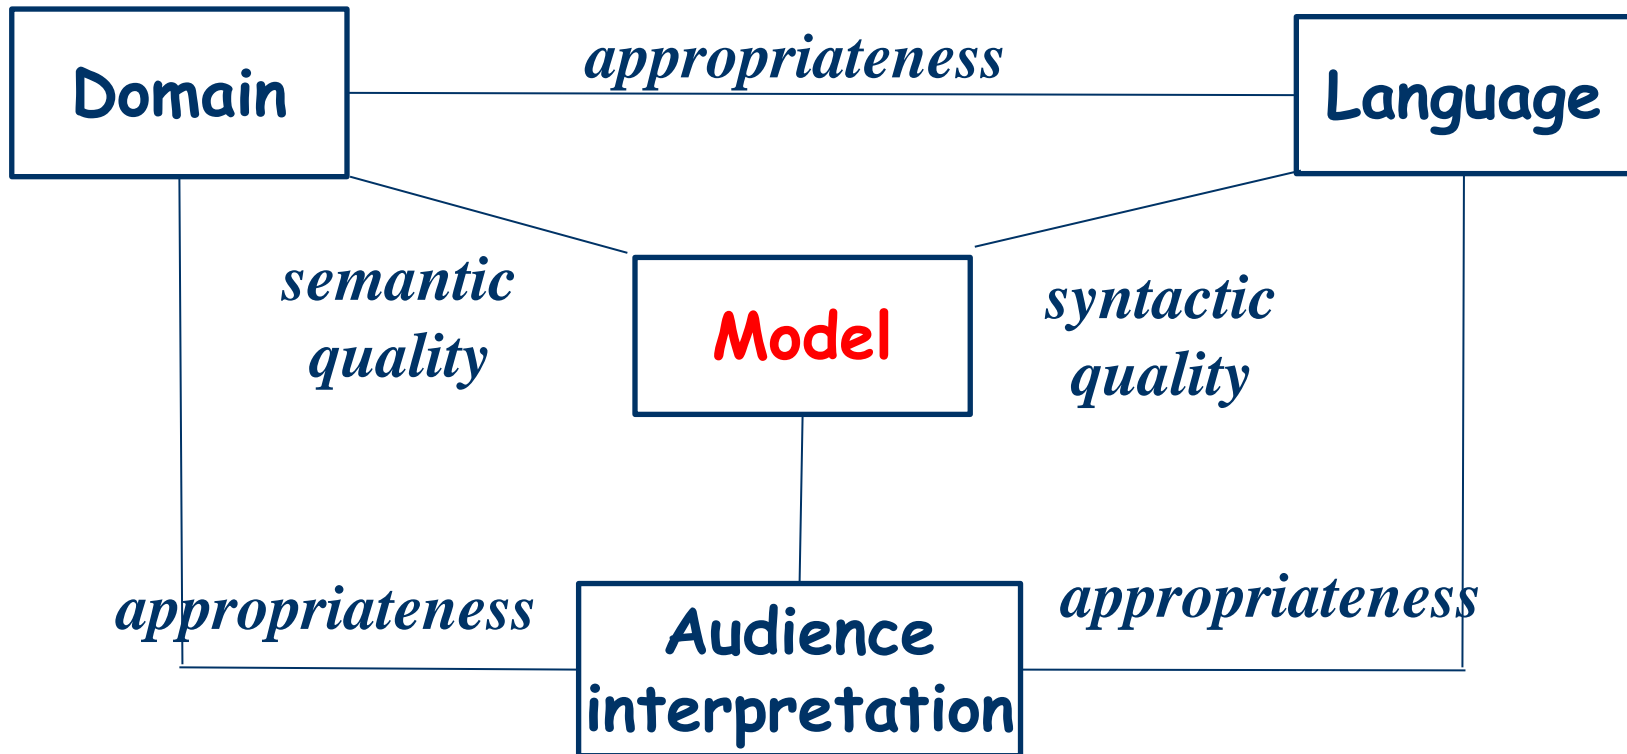 appropriateness
Domain
Language
semantic
quality
Model
syntactic
quality
appropriateness
Audience
interpretation
appropriateness